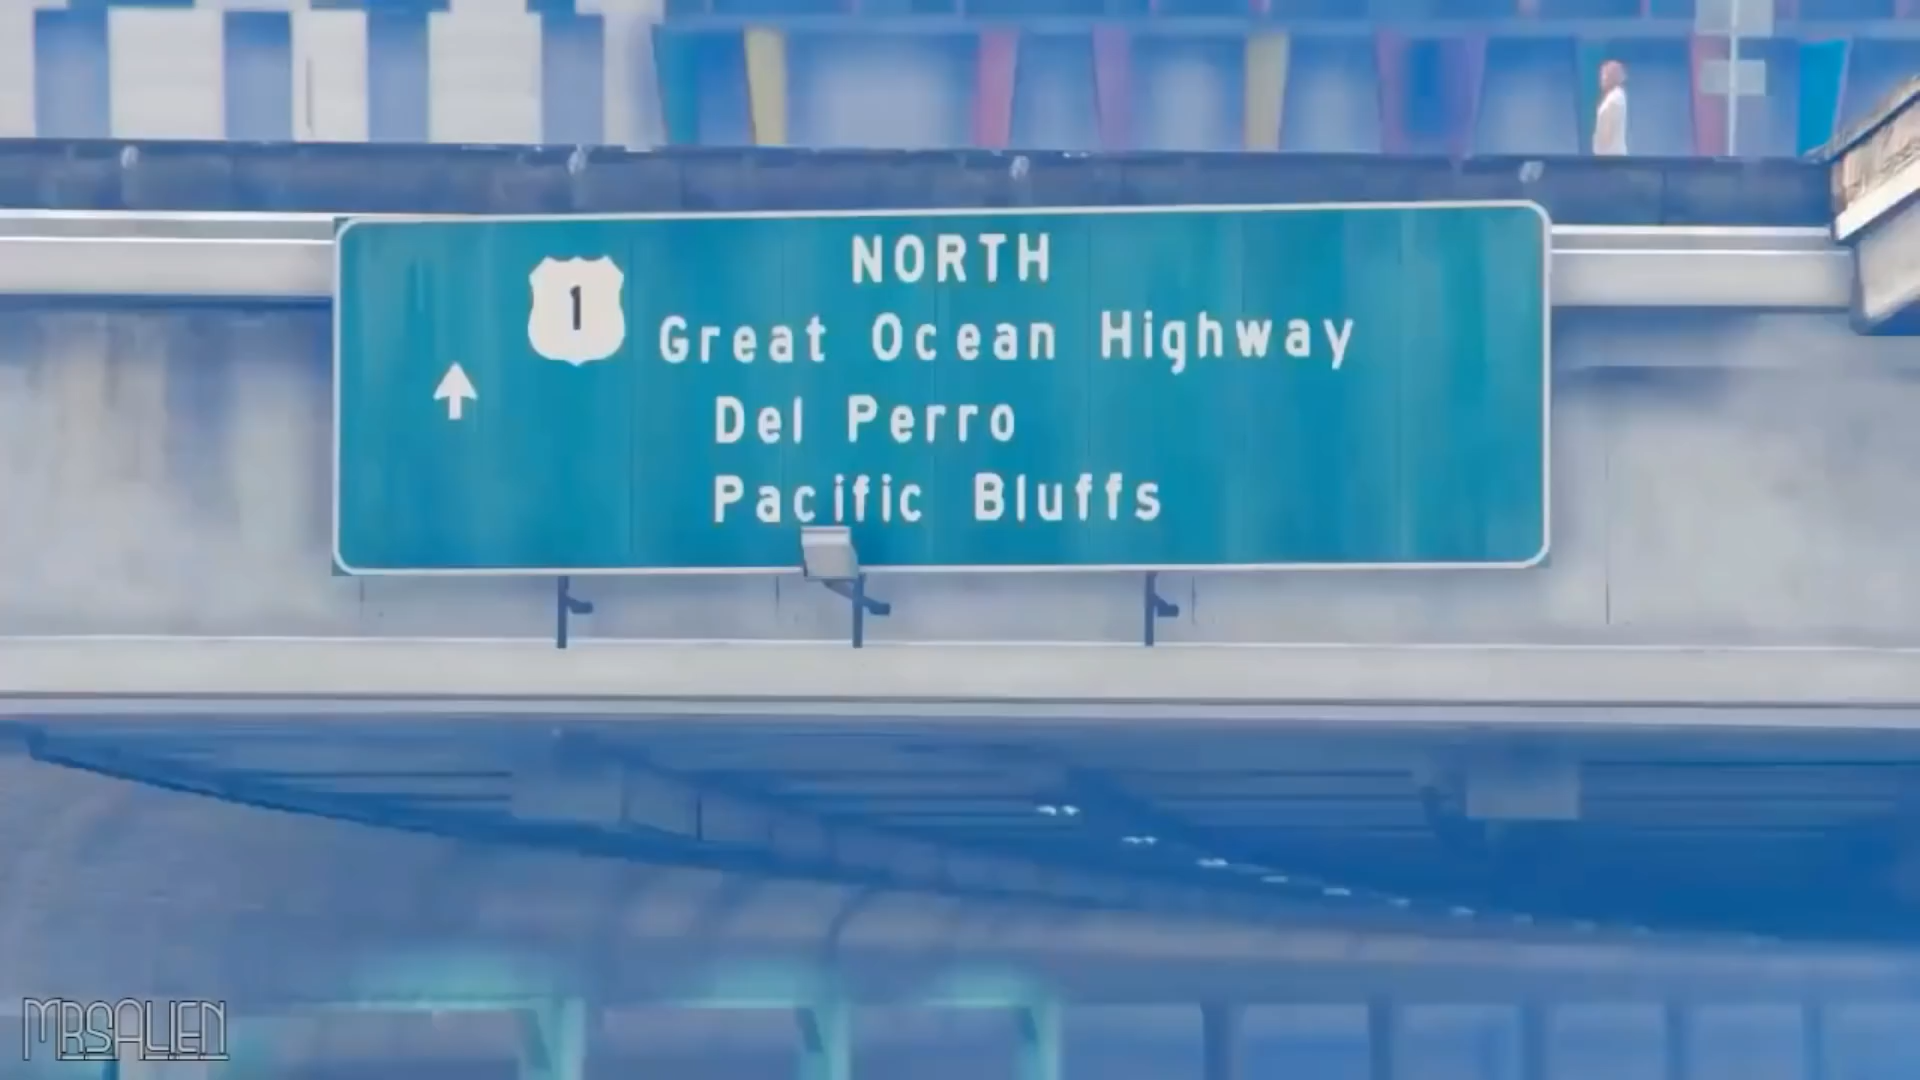 NORTH
1
Great Ocean Highway
Del Perro
Pacific Bluffs
MRSALIEN